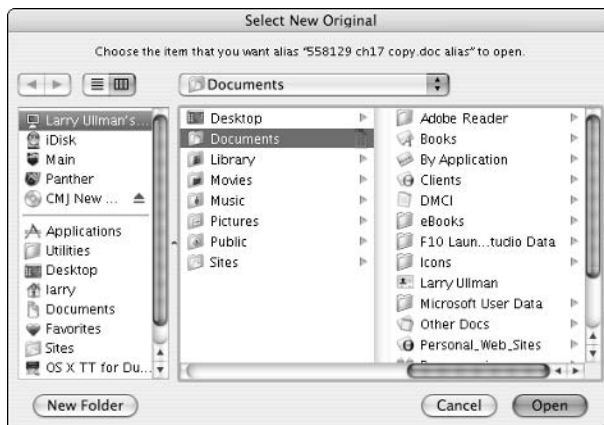 Select New Original
Choose the item that you want alias "558129 ch17 copy.doc alias" to open.
Documents
Larry Ullman's...
iDisk
Main
Panther
CMJ New ...
Applications
Utilities
Desktop
larry
Documents
Favorites
Sites
OS X TT for Du...
Desktop
Documents
Library
Movies
Music
Pictures
Public
Sites
Adobe Reader
Books
By Application
Clients
DMCI
eBooks
F10 Laun...tudio Data
Icons
Larry Ullman
Microsoft User Data
Other Docs
Personal_Web_Sites
New Folder
Cancel
Open